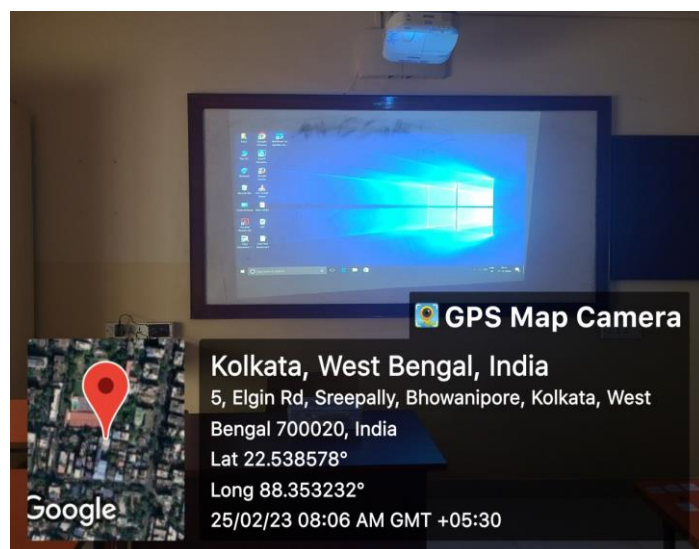 GPS Map Camera
Kolkata, West Bengal, India
5, Elgin Rd, Sreepally, Bhowanipore, Kolkata, West
Bengal 700020, India
Lat 22.538578°
Long 88.353232°
25/02/23 08:06 AM GMT +05:30
Google